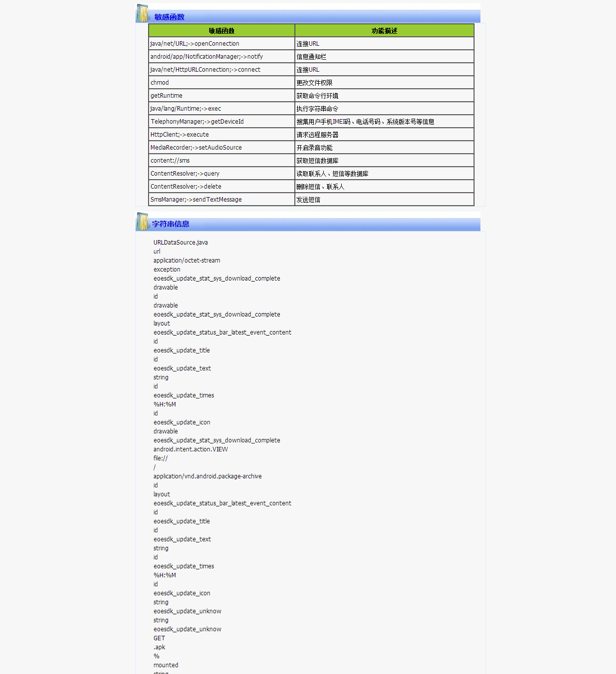 敏感函数
敏感函数 功能描述
java/net/URL;->openConnection 连接URL
android/app/NotificationManager;->notify 信息通知栏
java/net/HttpURLConnection;->connect 连接URL
chmod 更改文件权限
getRuntime 获取命令行环境
java/lang/Runtime;->exec 执行字符串命令
TelephonyManager;->getDeviceId 搜集用户手机IMEI码、电话号码、系统版本号等信息
HttpClient;->execute 请求远程服务器
MediaRecorder;->setAudioSource 开启录音功能
content://sms 获取短信数据库
ContentResolver;->query 读取联系人、短信等数据库
ContentResolver;->delete 删除短信、联系人
SmsManager;->sendTextMessage 发送短信
字符串信息
URLDataSource.java
url
application/octet-stream
exception
eoesdk_update_stat_sys_download_complete
drawable
id
drawable
eoesdk_update_stat_sys_download_complete
layout
eoesdk_update_status_bar_latest_event_content
id
eoesdk_update_title
id
eoesdk_update_text
string
id
eoesdk_update_times
%H:%M
id
eoesdk_update_icon
drawable
eoesdk_update_stat_sys_download_complete
android.intent.action.VIEW
file://
/
application/vnd.android.package-archive
id
layout
eoesdk_update_status_bar_latest_event_content
id
eoesdk_update_title
id
eoesdk_update_text
string
id
eoesdk_update_times
%H:%M
id
eoesdk_update_icon
string
eoesdk_update_unknow
string
eoesdk_update_unknow
GET
.apk
%
mounted
string